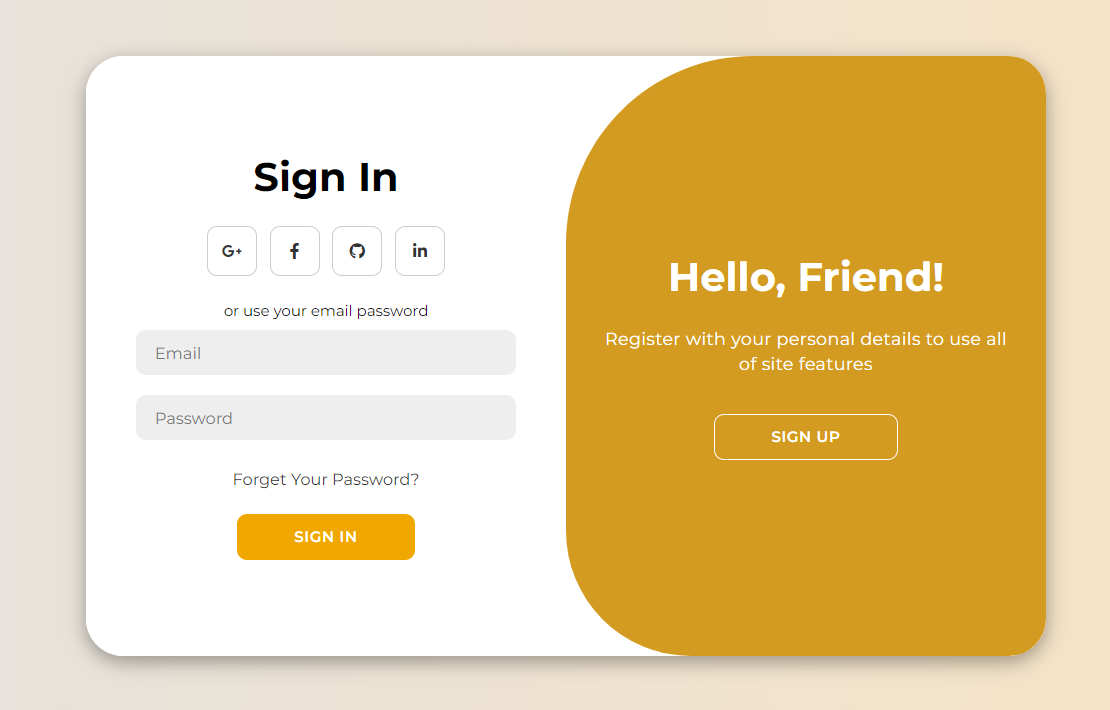 Sign In
G+ f in
or use your email password
Email
Password
Forget Your Password?
SIGN IN
Hello, Friend!
Register with your personal details to use all
of site features
SIGN UP